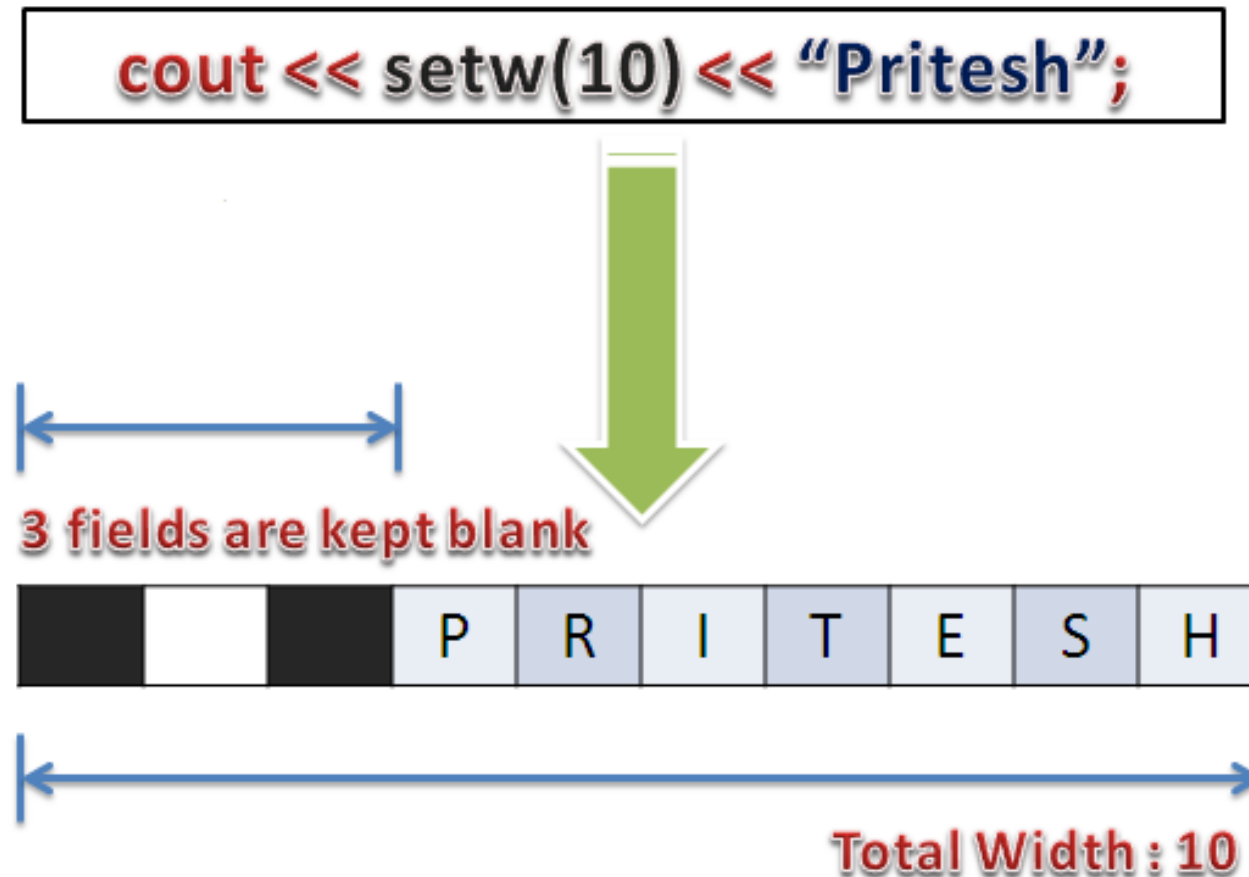 cout << setw(10) << “Pritesh”;
3 fields are kept blank
P R I T E S H
Total Width : 10